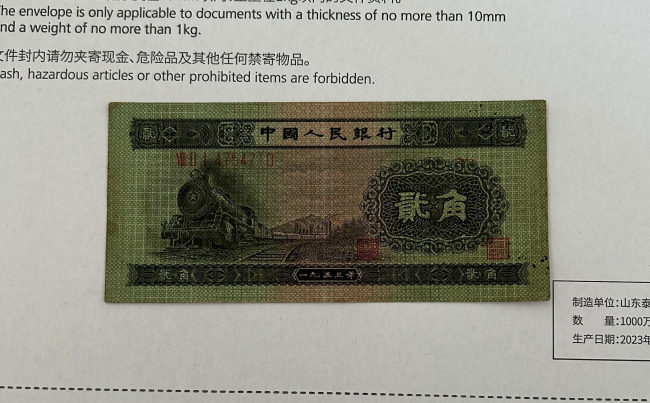 The envelope is only applicable to documents with a thickness of no more than 10mm
and a weight of no more than 1kg.
文件封内请勿夹寄现金、危险品及其他任何禁寄物品。
cash, hazardous articles or other prohibited items are forbidden.
貳 中國人民銀行 貳
貳角
貳角 一九五三年 貳角
制造单位:山东泰
数 量:1000万
生产日期:2023年